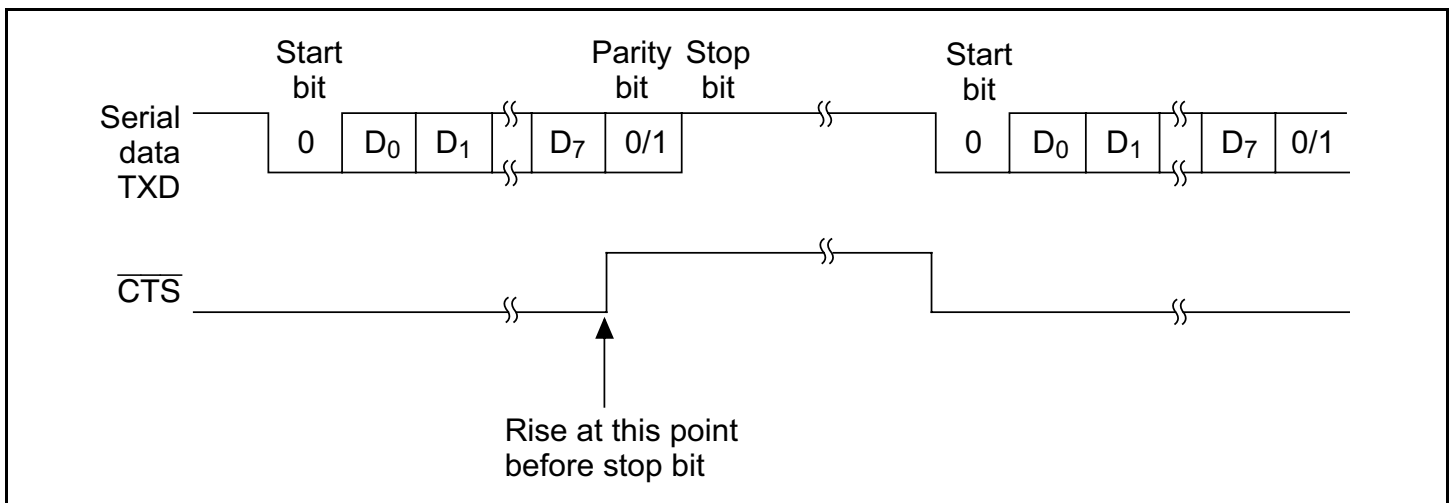 Start bit
Parity bit
Stop bit
Start bit
Serial data TXD
0 D₀ D₁ D₇ 0/1 0 D₀ D₁ D₇ 0/1
C̅T̅S̅
Rise at this point
before stop bit